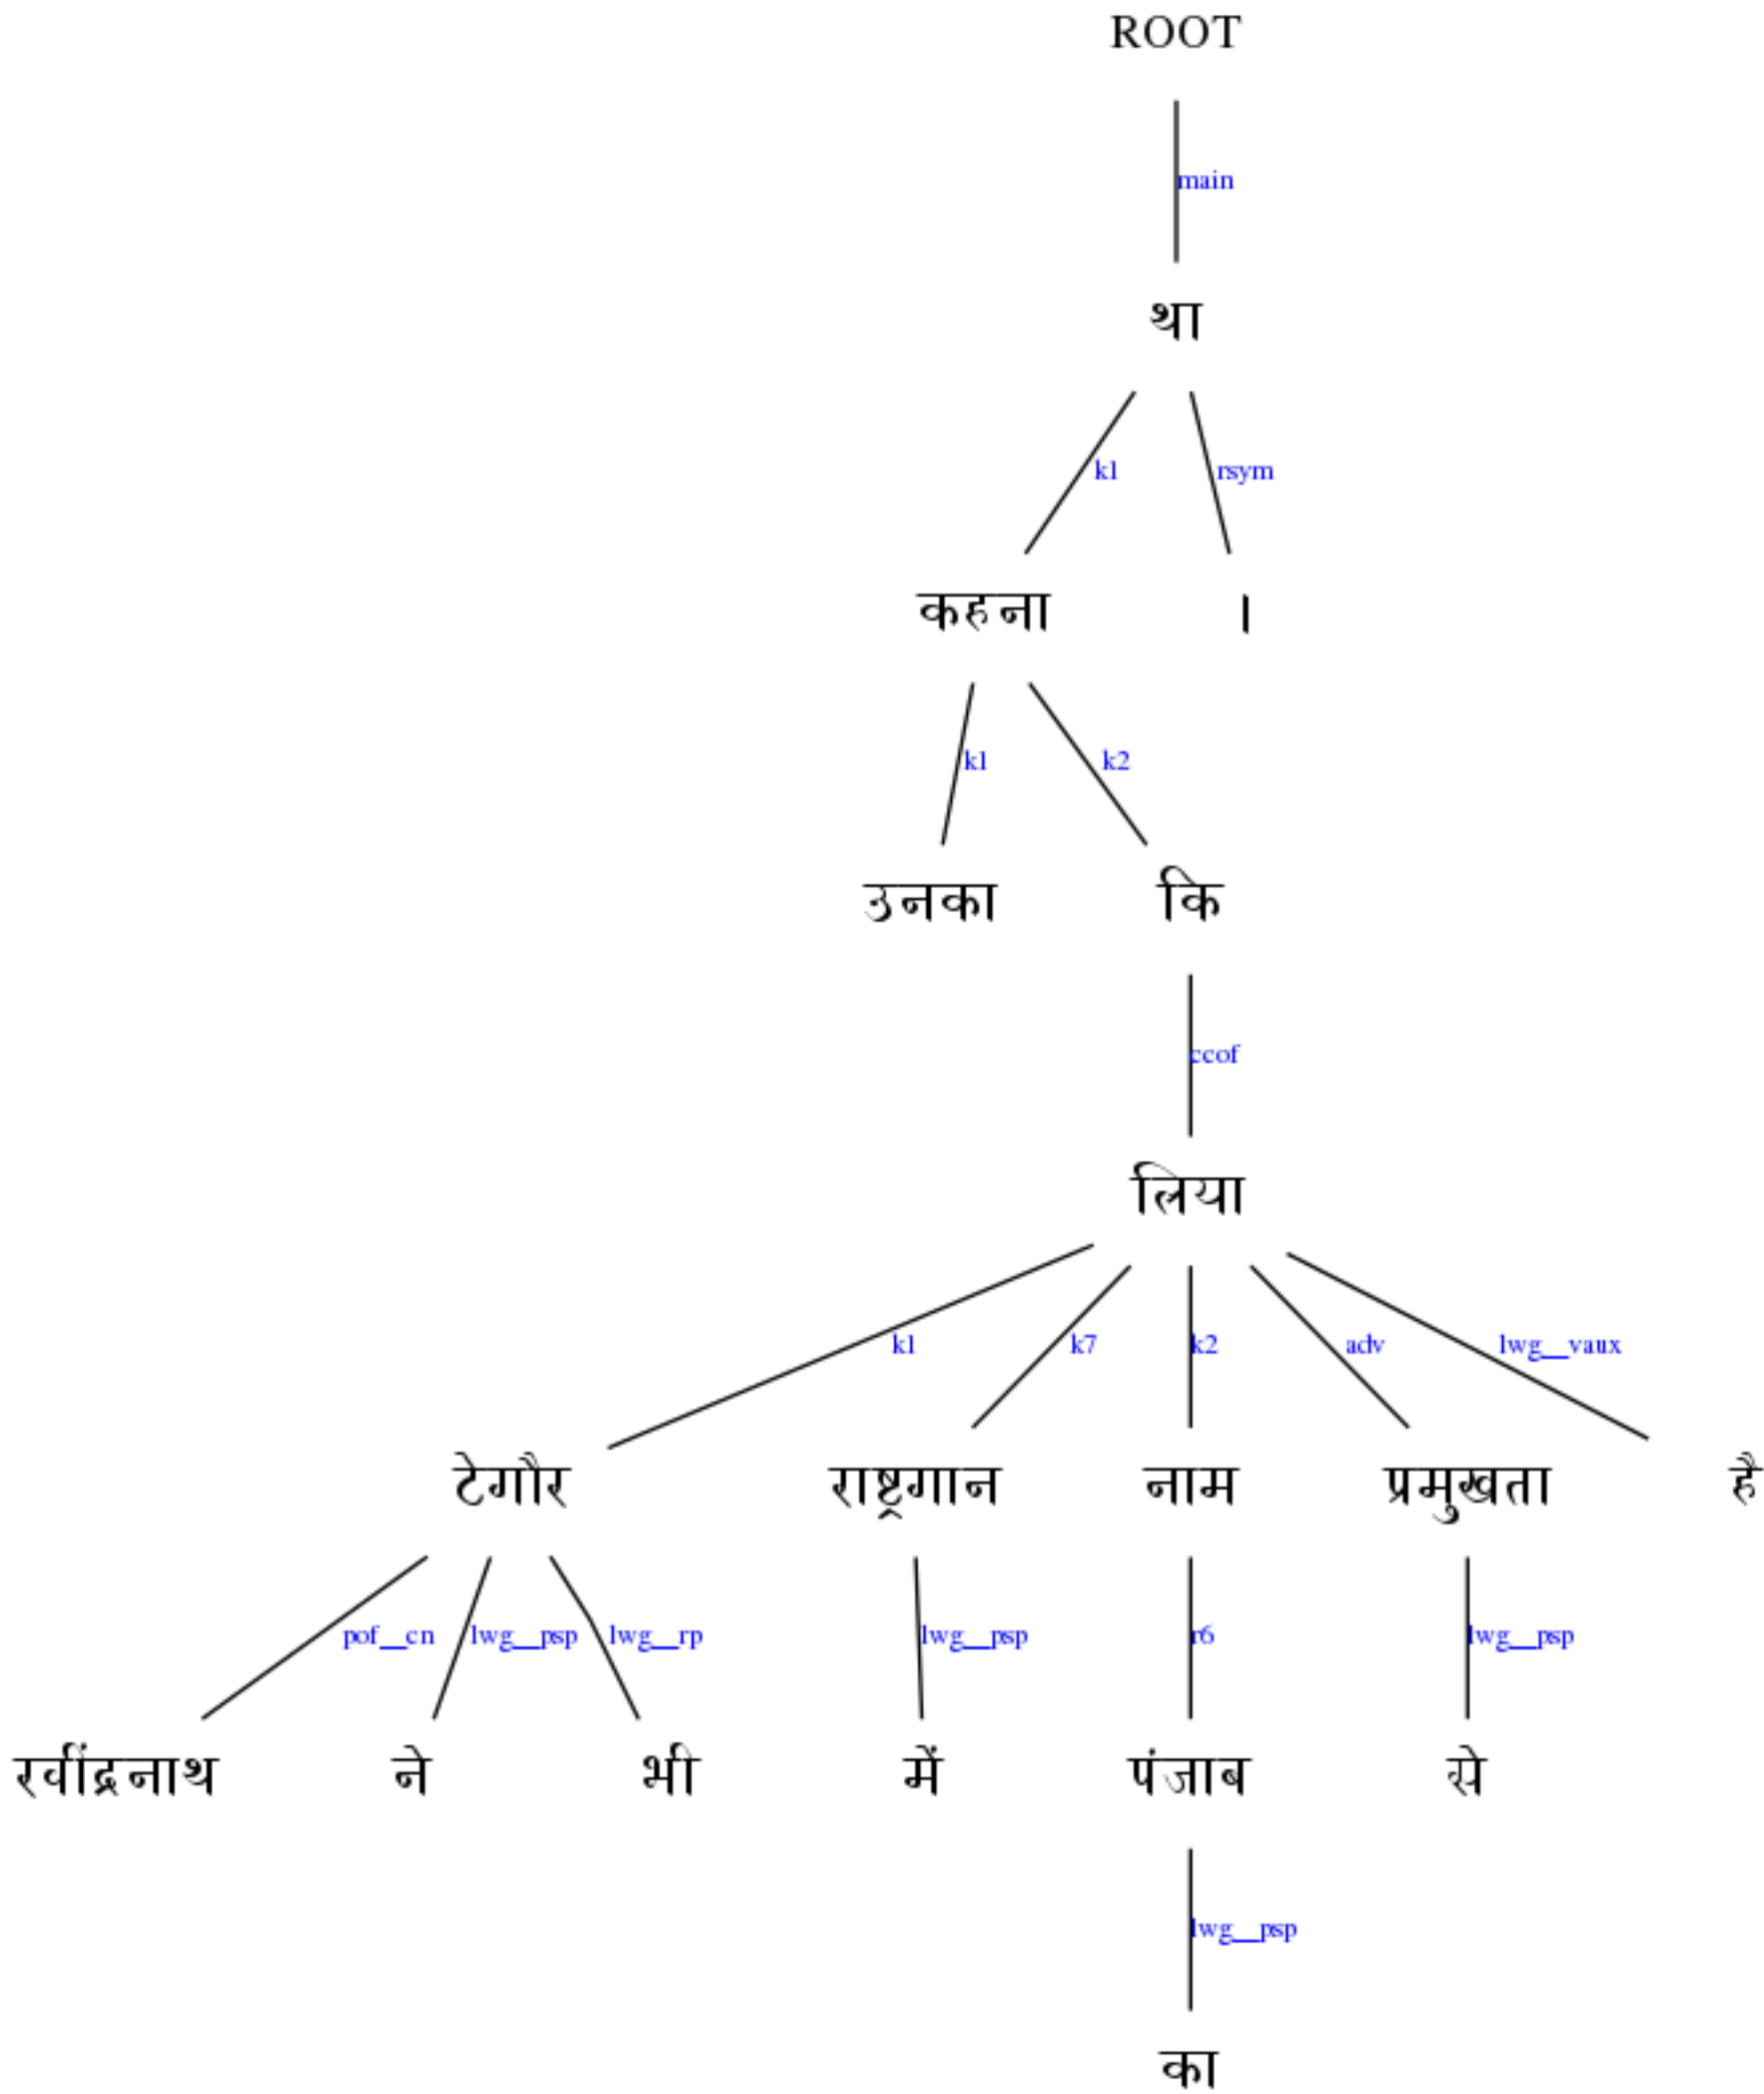 ROOT
main
था
k1 rsym
कहना ।
k1 k2
उनका कि
ccof
लिया
k1 k7 k2 adv lwg__vaux
टेगौर राष्ट्रगान नाम प्रमुखता है
pof__cn lwg__psp lwg__rp lwg__psp r6 lwg__psp
रवींद्रनाथ ने भी में पंजाब से
lwg__psp
का